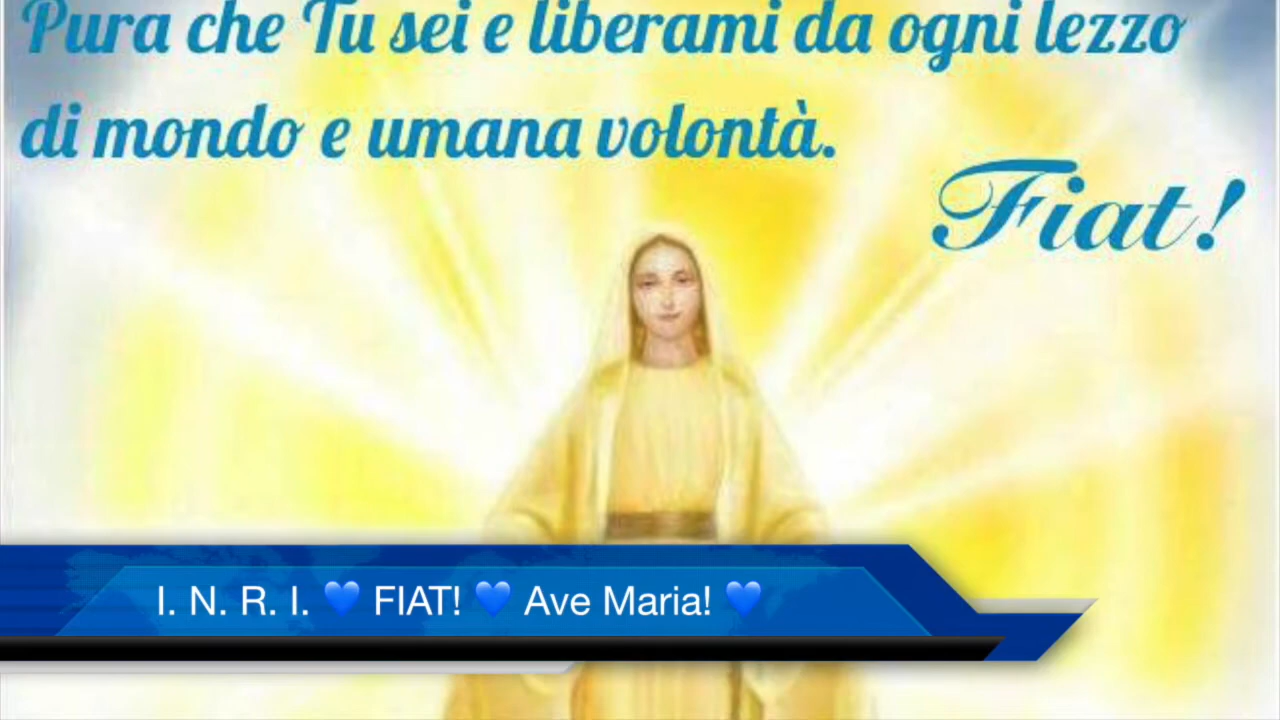 Pura che Tu sei e liberami da ogni lezzo
di mondo e umana volontà.
Fiat!
I. N. R. I. 💙 FIAT! 💙 Ave Maria! 💙